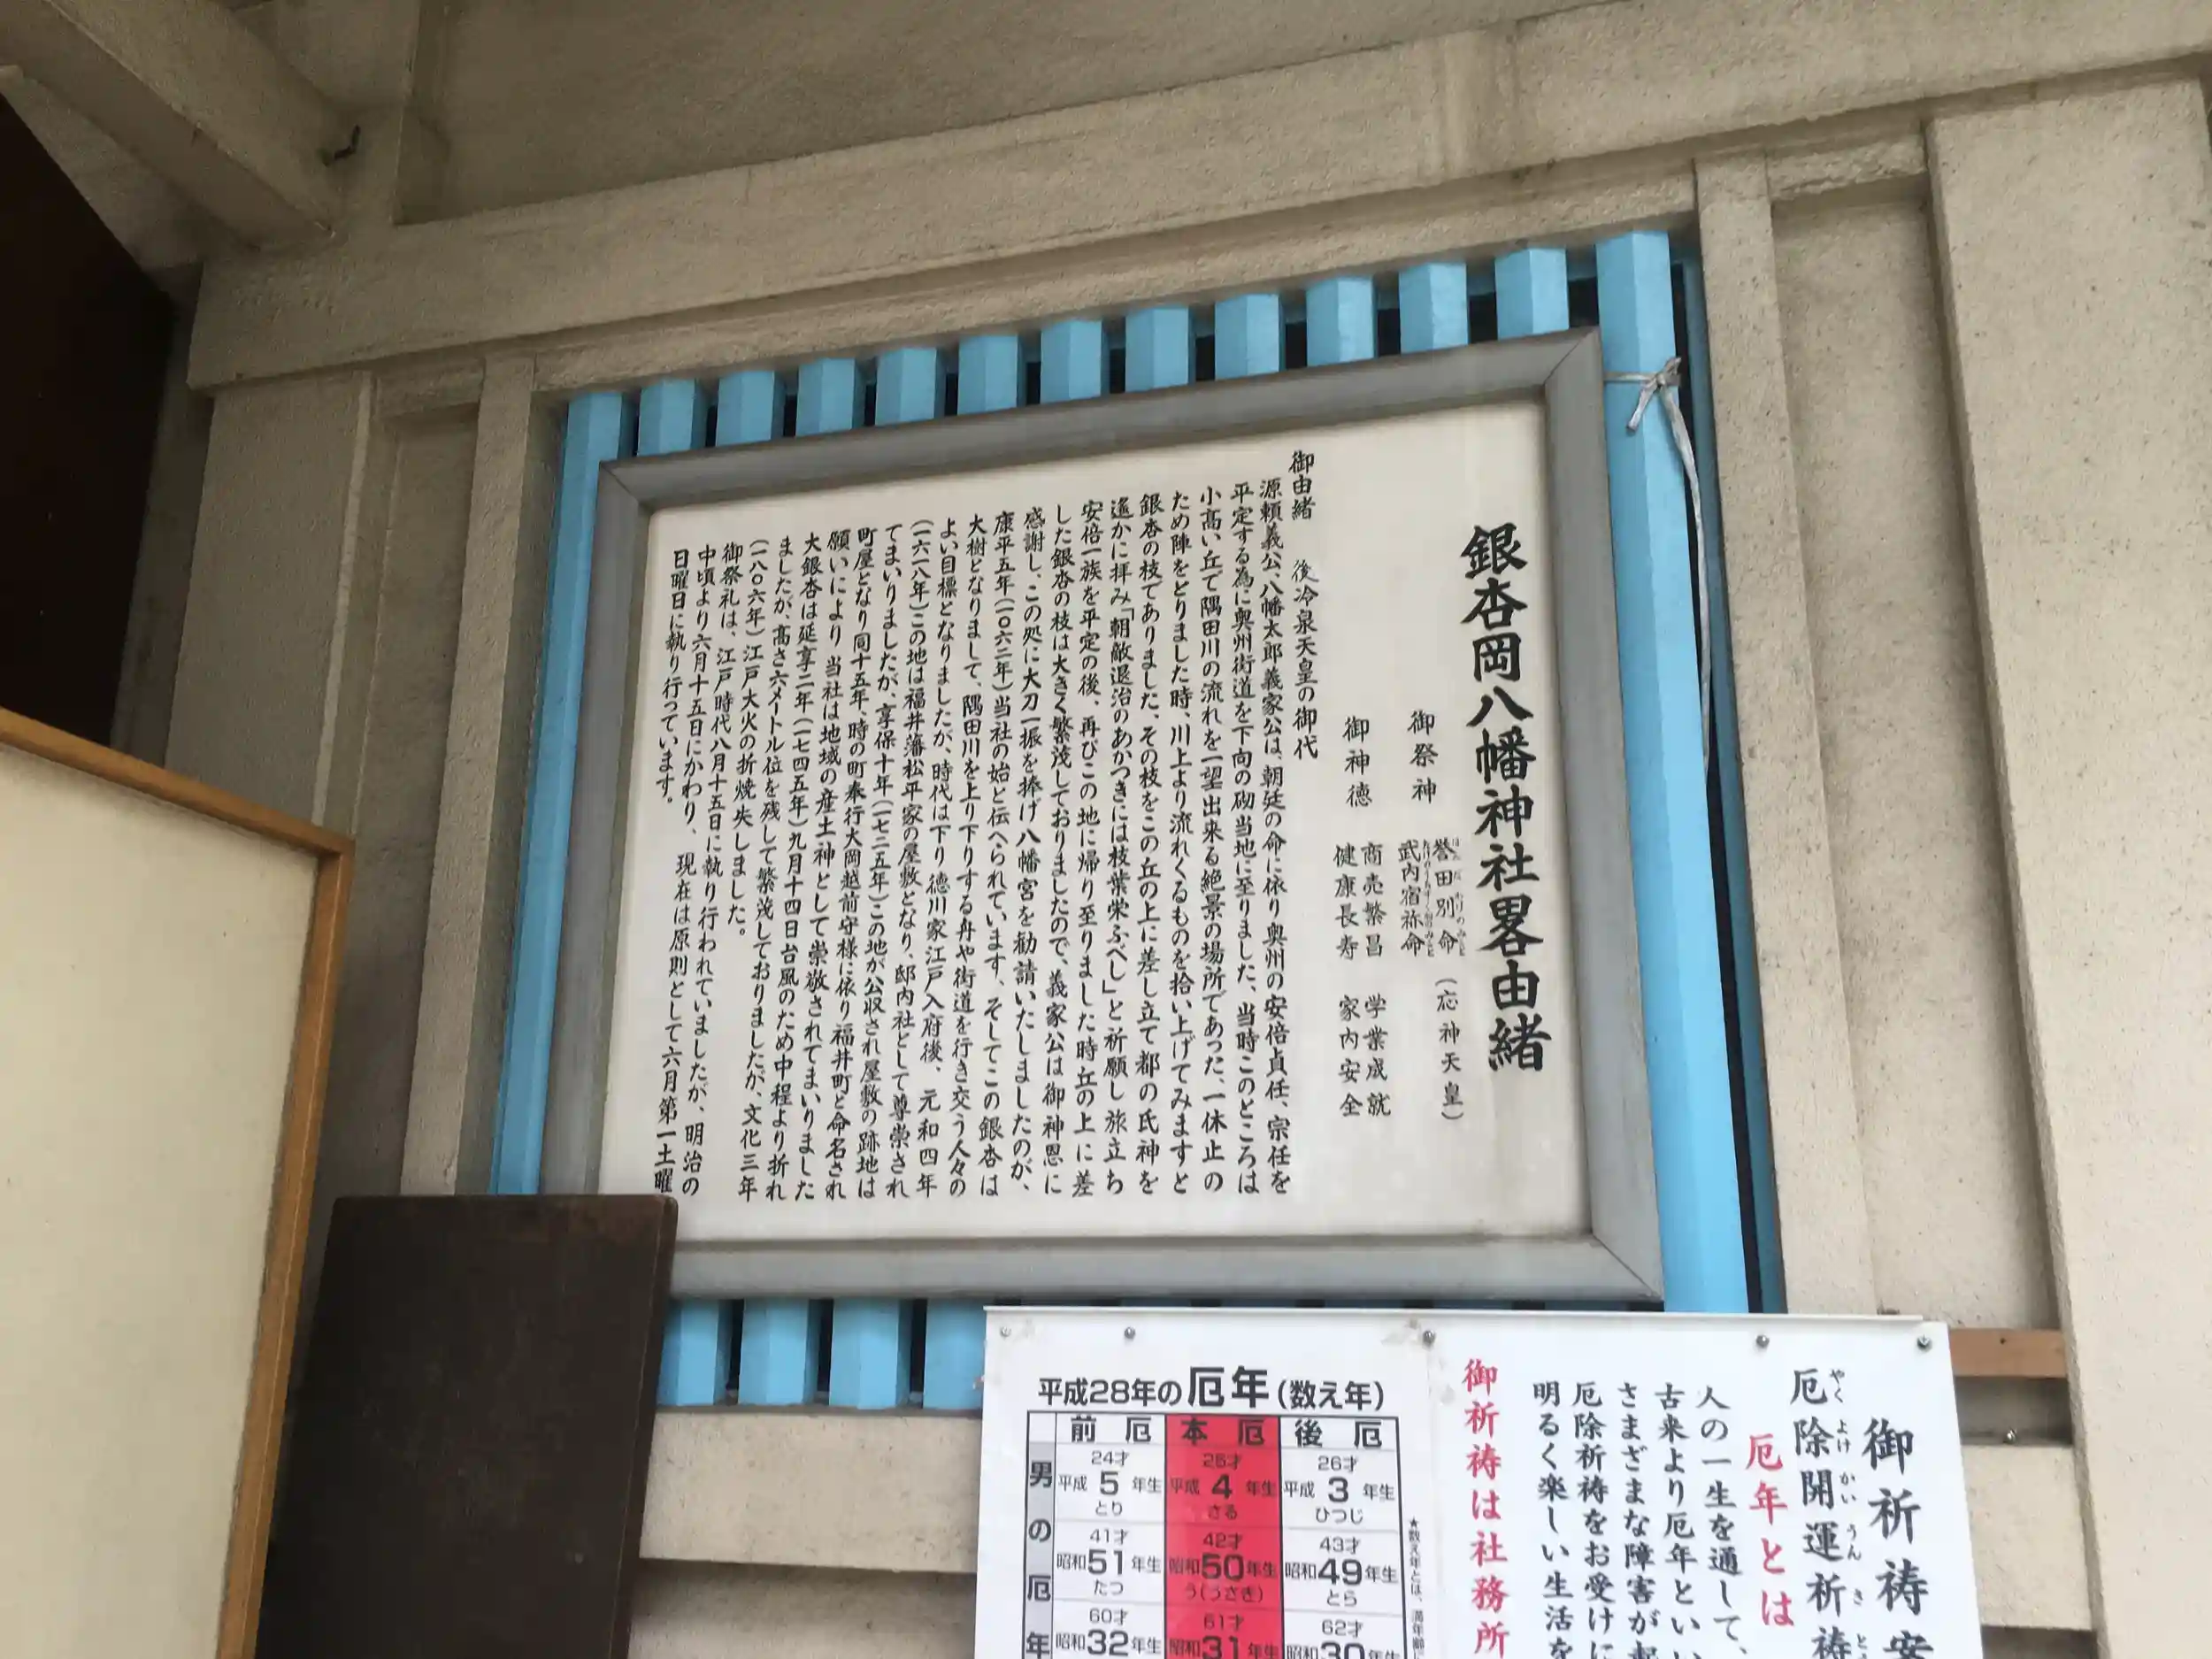 銀杏岡八幡神社畧由緒
御祭神
誉田別命(応神天皇)
武内宿祢命
御神徳
商売繁昌 学業成就
健康長寿 家内安全
御由緒 後冷泉天皇の御代
源頼義公、八幡太郎義家公は、朝廷の命に依り奥州の安倍貞任、宗任を
平定する為に奥州街道を下向の砌当地に至りました、当時このところは
小高い丘で隅田川の流れを一望出来る絶景の場所であった、一休止の
ため陣をとりました時、川上より流れくるものを拾い上げてみますと
銀杏の枝でありました、その枝をこの丘の上に差し立て都の氏神を
遙かに拝み「朝敵退治のあかつきには枝葉栄ふべし」と祈願し旅立ち
安倍一族を平定の後、再びこの地に帰り至りました時丘の上に差
した銀杏の枝は大きく繁茂しておりましたので、義家公は御神恩に
感謝し、この処に大刀一振を捧げ八幡宮を勧請いたしましたのが、
康平五年(一〇六二年)当社の始と伝へられています、そしてこの銀杏は
大樹となりまして、隅田川を上り下りする舟や街道を行き交う人々の
よい目標となりましたが、時代は下り徳川家江戸入府後、元和四年
(一六一八年)この地は福井藩松平家の屋敷となり、邸内社として尊崇され
てまいりましたが、享保十年(一七二五年)この地が公収され屋敷の跡地は
町屋となり同十五年、時の町奉行大岡越前守様に依り福井町と命名され
願いにより当社は地域の産土神として崇敬されてまいりました
大銀杏は延享二年(一七四五年)九月十四日台風のため中程より折れ
ましたが、高さ六メートル位を残して繁茂しておりましたが、文化三年
(一八〇六年)江戸大火の折焼失しました。
御祭礼は、江戸時代八月十五日に執り行われていましたが、明治の
中頃より六月十五日にかわり、現在は原則として六月第一土曜
日曜日に執り行っています。
平成28年の厄年(数え年)
前厄 本厄 後厄
男の厄年
24才 25才 26才
平成5年生 平成4年生 平成3年生
とり さる ひつじ
41才 42才 43才
昭和51年生 昭和50年生 昭和49年生
たつ う(うさぎ) とら
60才 61才 62才
昭和32年生 昭和31年生 昭和30年生
御祈祷
厄除開運祈祷
厄年とは
人の一生を通して、
古来より厄年とい
さまざまな障害が
厄除祈祷をお受けに
明るく楽しい生活を
御祈祷は社務所